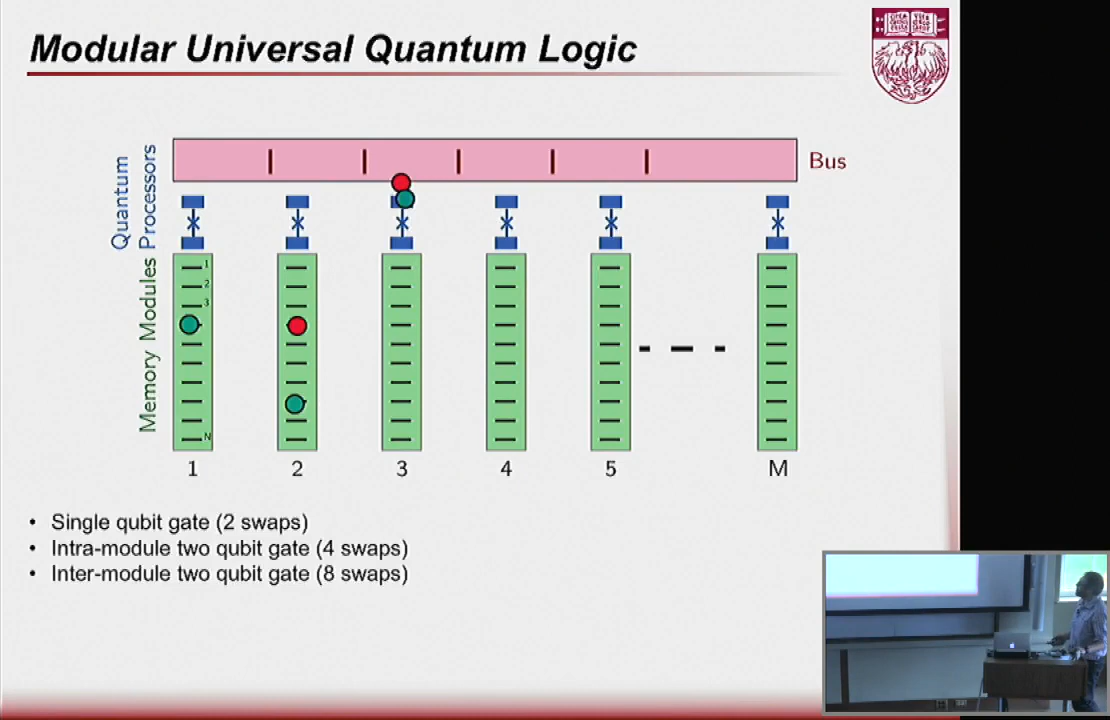 Modular Universal Quantum Logic
Bus
Quantum
Processors
Memory Modules
1
2
3
N
1
2
3
4
5
M
• Single qubit gate (2 swaps)
• Intra-module two qubit gate (4 swaps)
• Inter-module two qubit gate (8 swaps)